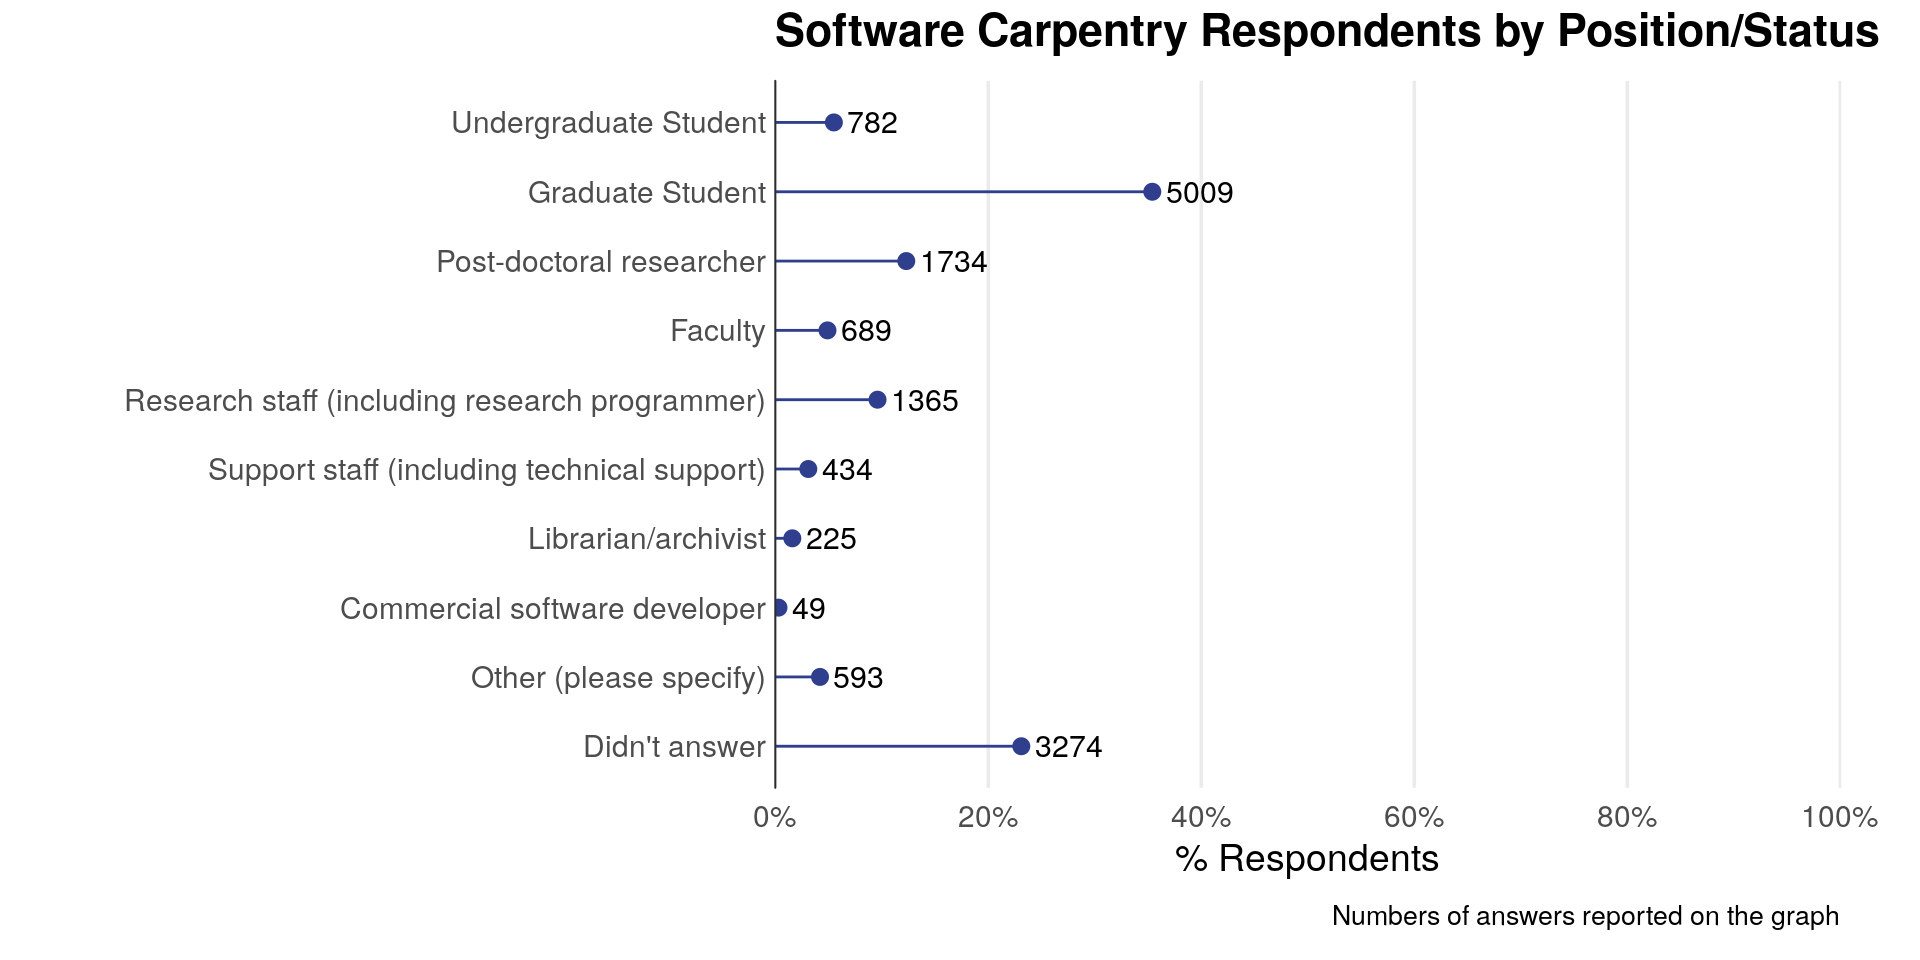 Software Carpentry Respondents by Position/Status
Undergraduate Student 782
Graduate Student 5009
Post-doctoral researcher 1734
Faculty 689
Research staff (including research programmer) 1365
Support staff (including technical support) 434
Librarian/archivist 225
Commercial software developer 49
Other (please specify) 593
Didn't answer 3274
0% 20% 40% 60% 80% 100%
% Respondents
Numbers of answers reported on the graph